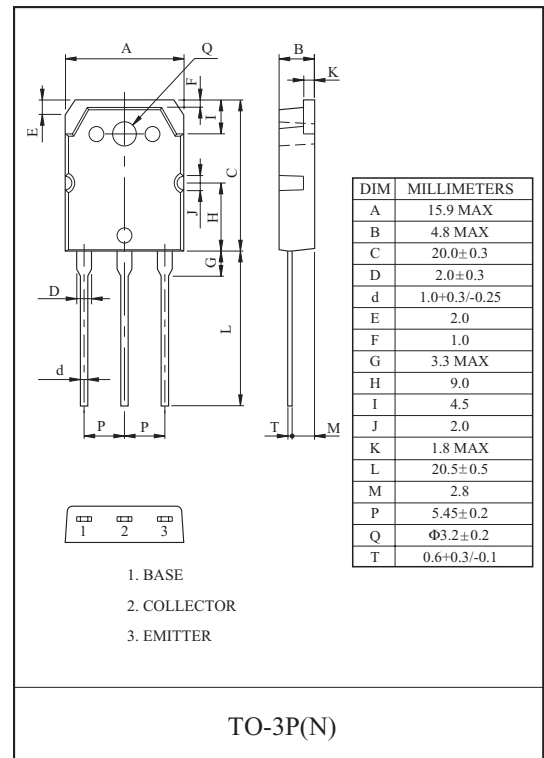 A
Q
B
K
F
I
E
C
J
H
G
D
L
d
P
P
T
M
DIM MILLIMETERS
A 15.9 MAX
B 4.8 MAX
C 20.0±0.3
D 2.0±0.3
d 1.0+0.3/-0.25
E 2.0
F 1.0
G 3.3 MAX
H 9.0
I 4.5
J 2.0
K 1.8 MAX
L 20.5±0.5
M 2.8
P 5.45±0.2
Q Φ3.2±0.2
T 0.6+0.3/-0.1
1 2 3
1. BASE
2. COLLECTOR
3. EMITTER
TO-3P(N)